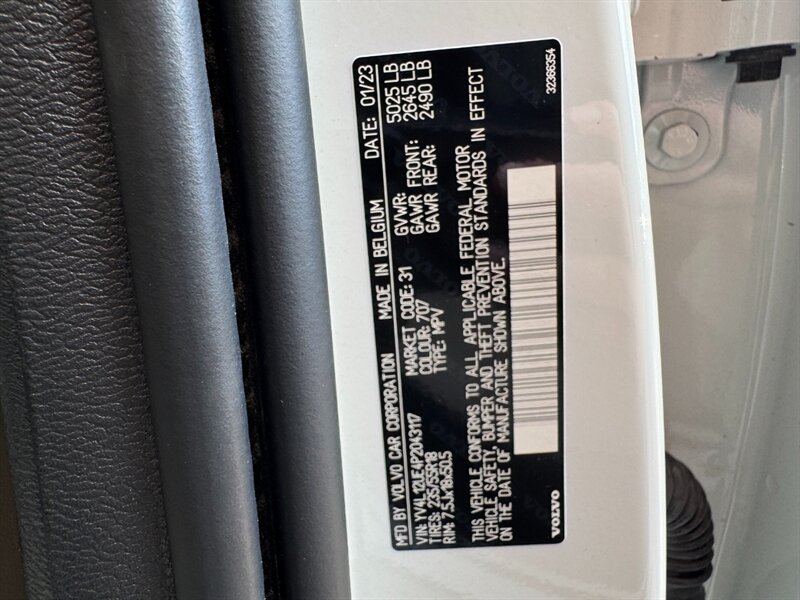 MFD BY VOLVO CAR CORPORATION MADE IN BELGIUM DATE: 01/23
VIN: YV4L12UE4P2043117 MARKET CODE: 31 GVWR: 5025 LB
TIRES: 235/55R18 COLOUR: 707 GAWR FRONT: 2645 LB
RIM: 7.5Jx18x50.5 TYPE: MPV GAWR REAR: 2490 LB
THIS VEHICLE CONFORMS TO ALL APPLICABLE FEDERAL MOTOR
VEHICLE SAFETY, BUMPER AND THEFT PREVENTION STANDARDS IN EFFECT
ON THE DATE OF MANUFACTURE SHOWN ABOVE.
VOLVO 32366354